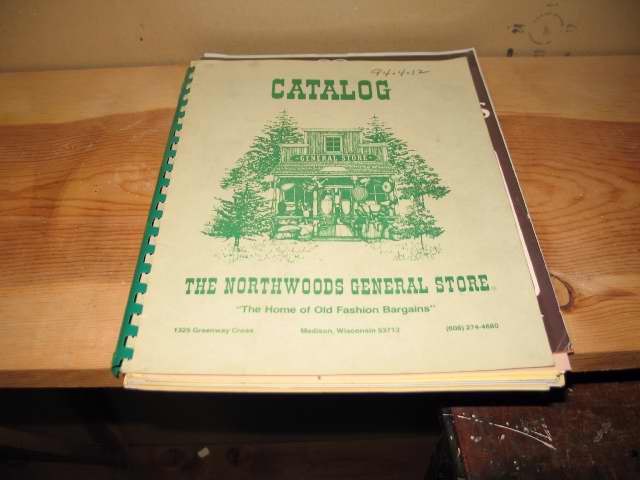 94.4.12
CATALOG
GENERAL STORE
THE NORTHWOODS GENERAL STORE
"The Home of Old Fashion Bargains"
1325 Greenway Cross Madison, Wisconsin 53713 (608) 274-4880